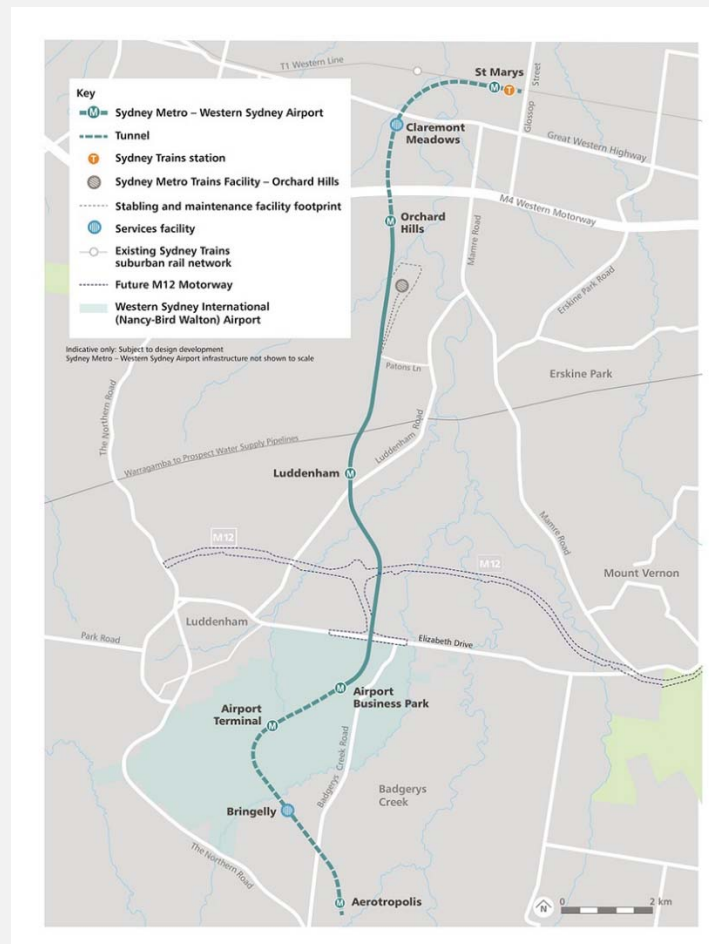 T1 Western Line
St Marys
M
T
Glossop Street
Key
M Sydney Metro – Western Sydney Airport
Tunnel
T Sydney Trains station
Sydney Metro Trains Facility – Orchard Hills
Stabling and maintenance facility footprint
Services facility
Existing Sydney Trains
suburban rail network
Future M12 Motorway
Western Sydney International
(Nancy-Bird Walton) Airport
Indicative only: Subject to design development
Sydney Metro – Western Sydney Airport infrastructure not shown to scale
Claremont
Meadows
Great Western Highway
M4 Western Motorway
Mamre Road
M
Orchard
Hills
Erskine Park Road
Patons Ln
Erskine Park
The Northern Road
Warragamba to Prospect Water Supply Pipelines
Luddenham Road
Luddenham
M
Mamre Road
M12
M12
Mount Vernon
Luddenham
Park Road
Elizabeth Drive
M
Airport
Business Park
Airport
Terminal
M
Badgerys Creek Road
Badgerys
Creek
Bringelly
The Northern Road
M
Aerotropolis
N
0
2 km